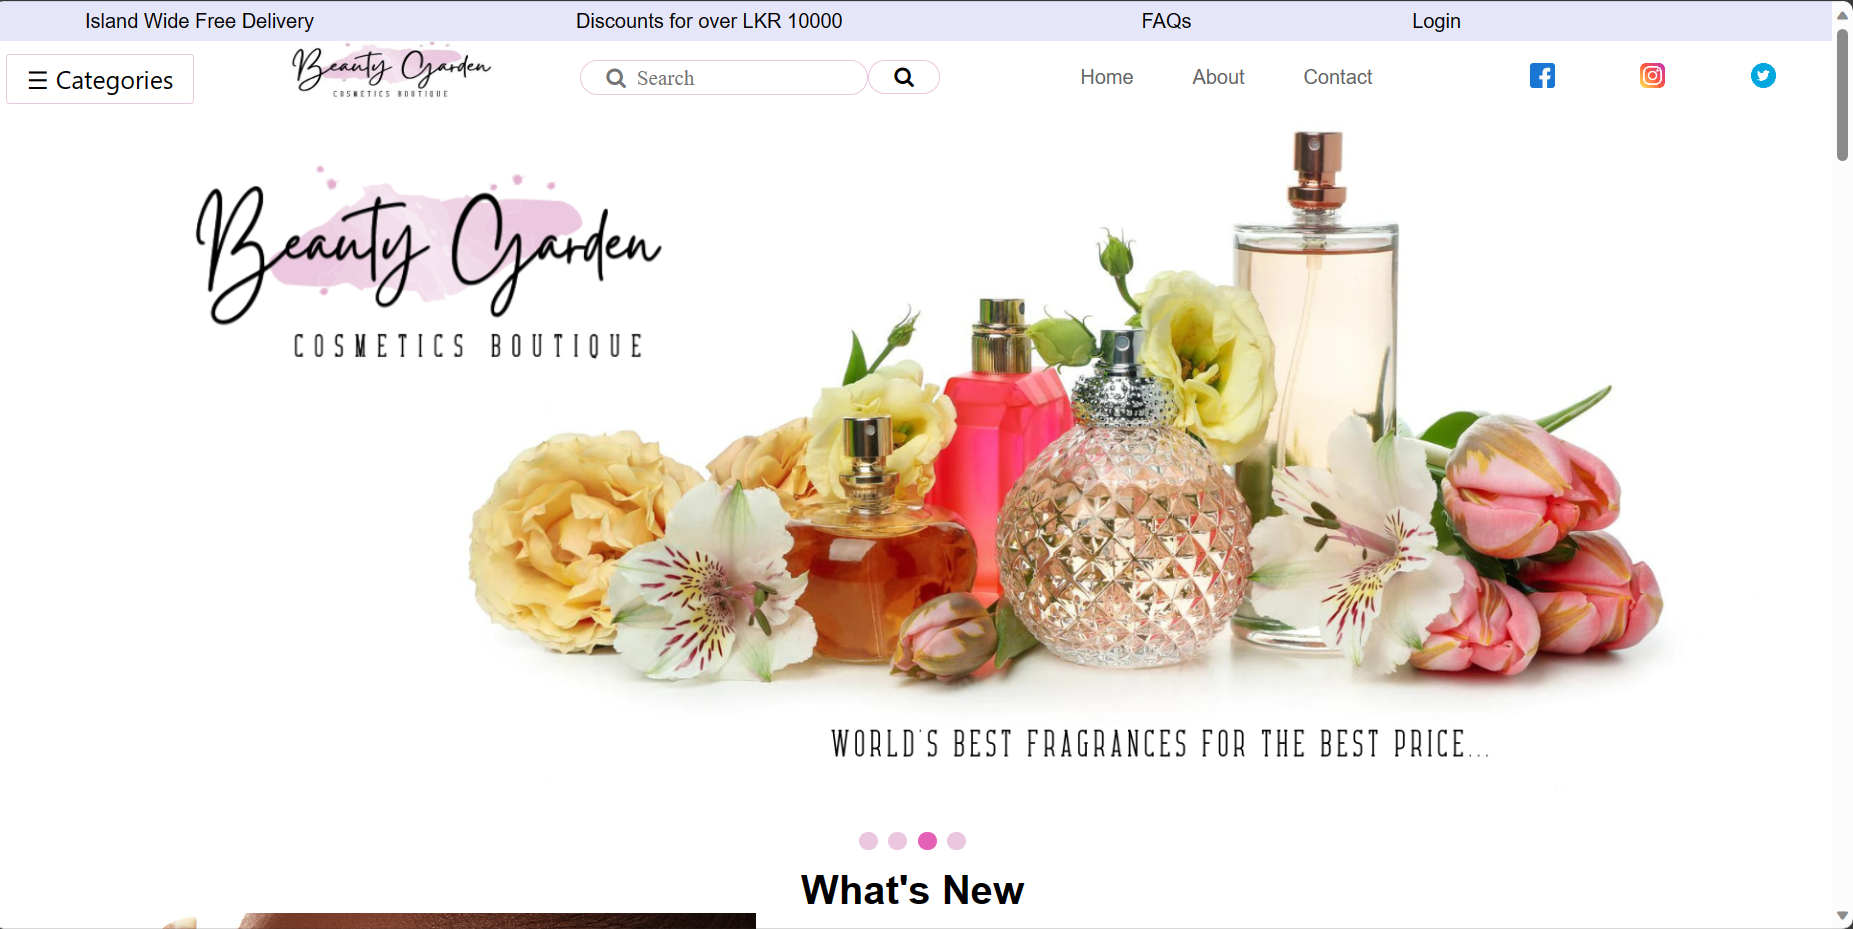 Island Wide Free Delivery Discounts for over LKR 10000 FAQs Login
☰ Categories Beauty Garden Search Home About Contact
COSMETICS BOUTIQUE
Beauty Garden
COSMETICS BOUTIQUE
WORLD'S BEST FRAGRANCES FOR THE BEST PRICE...
What's New